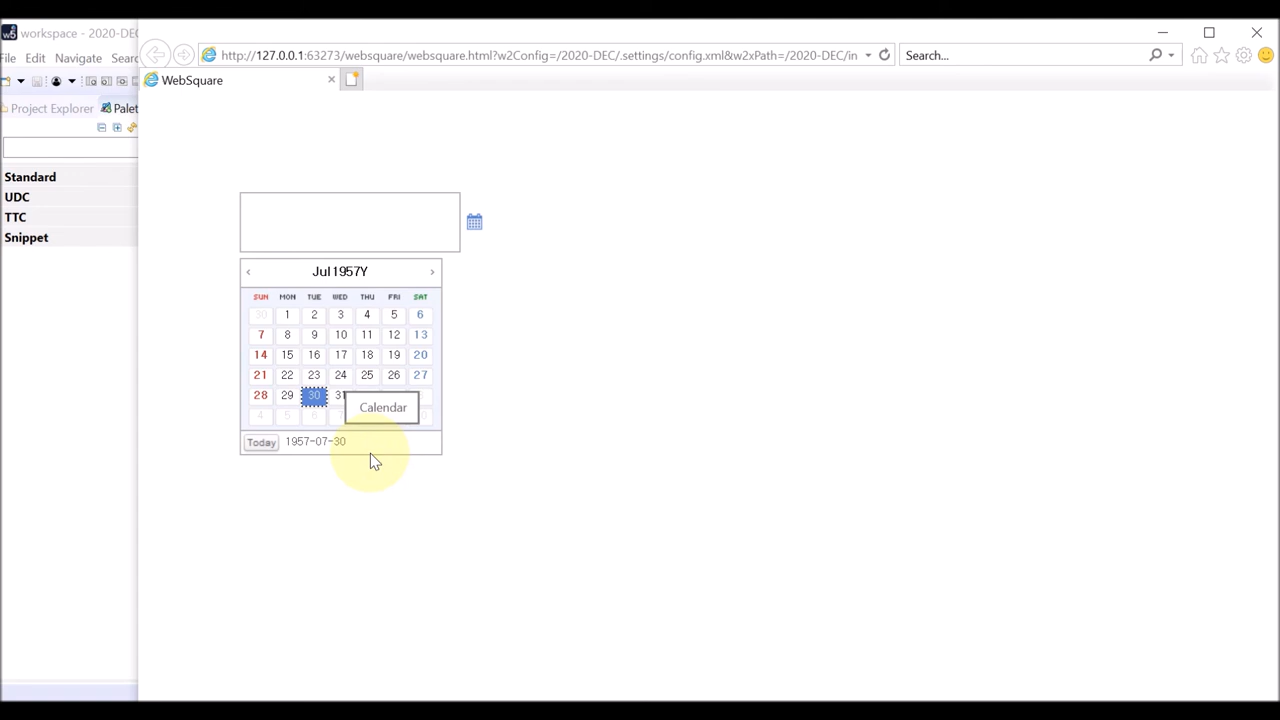 workspace - 2020-DEC
http://127.0.0.1:63273/websquare/websquare.html?w2Config=/2020-DEC/.settings/config.xml&w2xPath=/2020-DEC/in
Search...
File Edit Navigate Searc
WebSquare
Project Explorer Palet
Standard
UDC
TTC
Snippet
Jul 1957Y
SUN MON TUE WED THU FRI SAT
30 1 2 3 4 5 6
7 8 9 10 11 12 13
14 15 16 17 18 19 20
21 22 23 24 25 26 27
28 29 30 31
Calendar
4 5 6
Today 1957-07-30